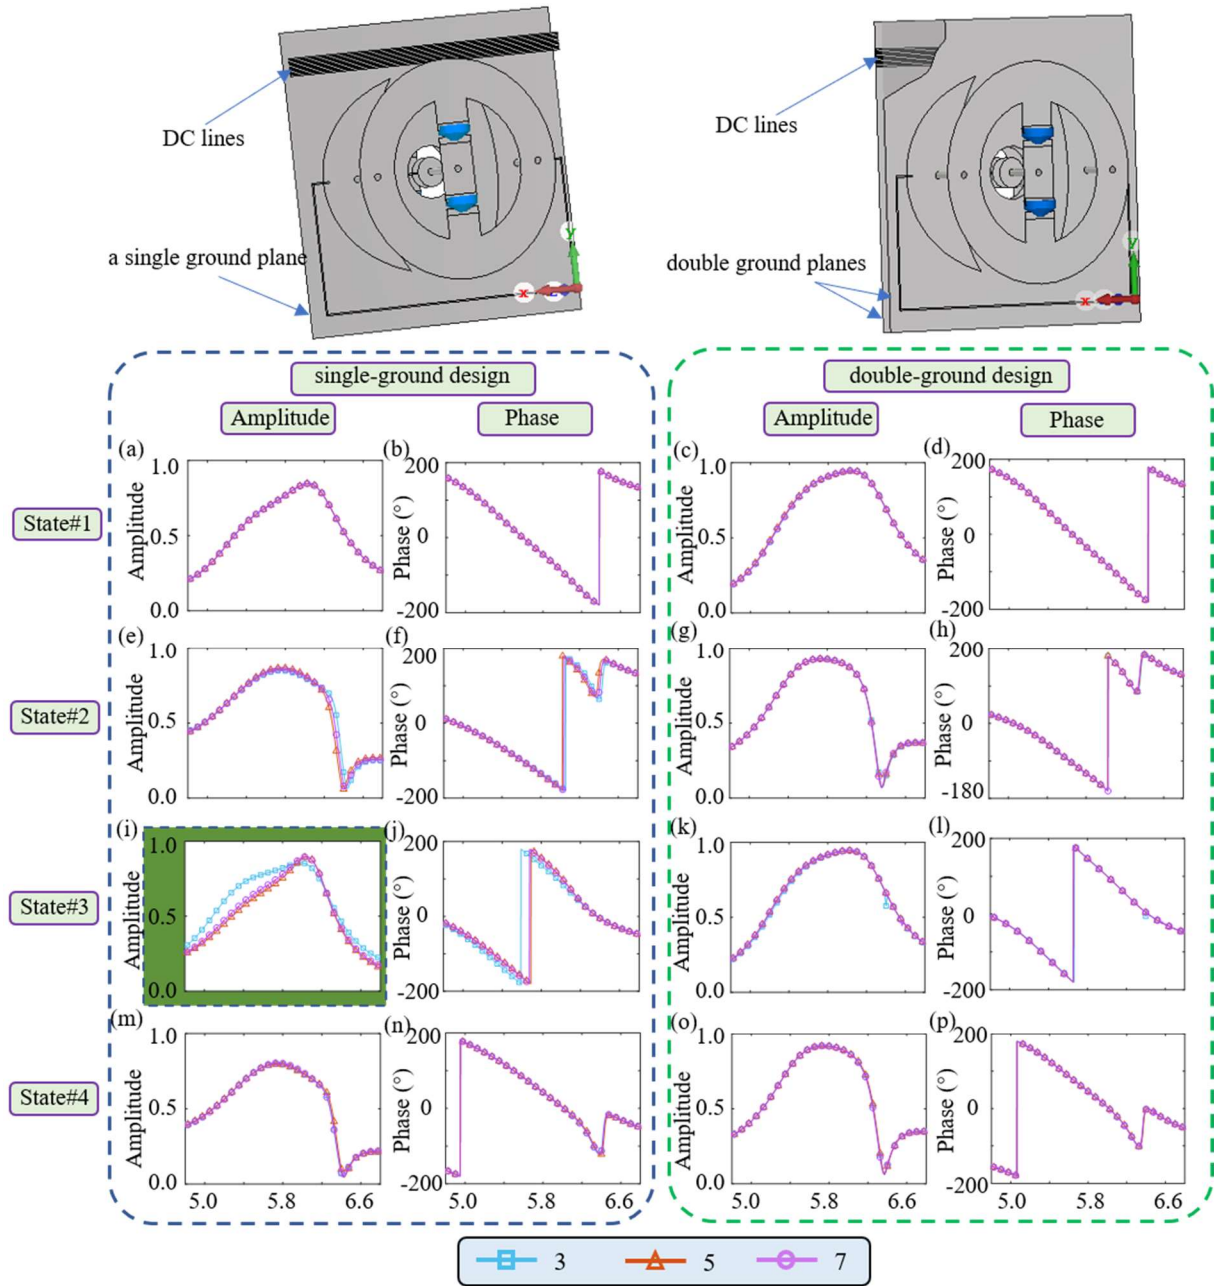 DC lines
DC lines
a single ground plane
double ground planes
y
x
z
y
x
single-ground design
double-ground design
Amplitude
Phase
Amplitude
Phase
(a)
(b)
(c)
(d)
State#1
Amplitude
1.0
0.5
0.0
Phase (°)
200
0
-200
Amplitude
1.0
0.5
0.0
Phase (°)
200
0
-200
(e)
(f)
(g)
(h)
State#2
Amplitude
1.0
0.5
0.0
Phase (°)
200
0
-200
Amplitude
1.0
0.5
0.0
Phase (°)
200
0
-180
(i)
(j)
(k)
(l)
State#3
Amplitude
1.0
0.5
0.0
Phase (°)
200
0
-200
Amplitude
1.0
0.5
0.0
Phase (°)
200
0
-200
(m)
(n)
(o)
(p)
State#4
Amplitude
1.0
0.5
0.0
Phase (°)
200
0
-200
Amplitude
1.0
0.5
0.0
Phase (°)
200
0
-200
5.0 5.8 6.6
5.0 5.8 6.6
5.0 5.8 6.6
5.0 5.8 6.6
3 5 7